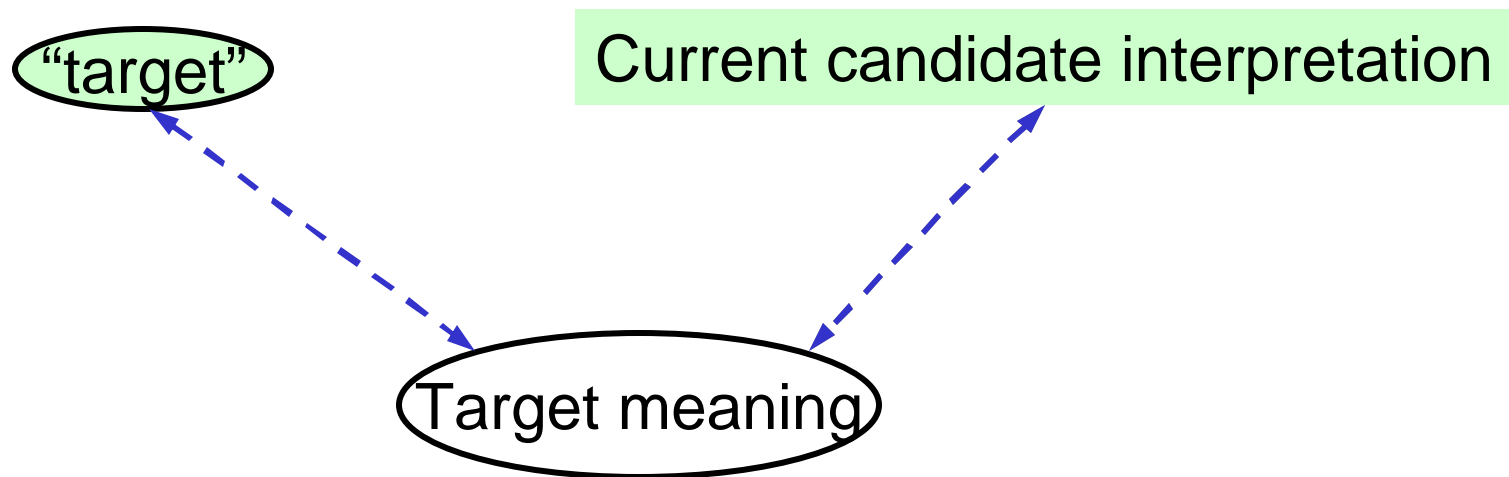 “target”
Current candidate interpretation
Target meaning